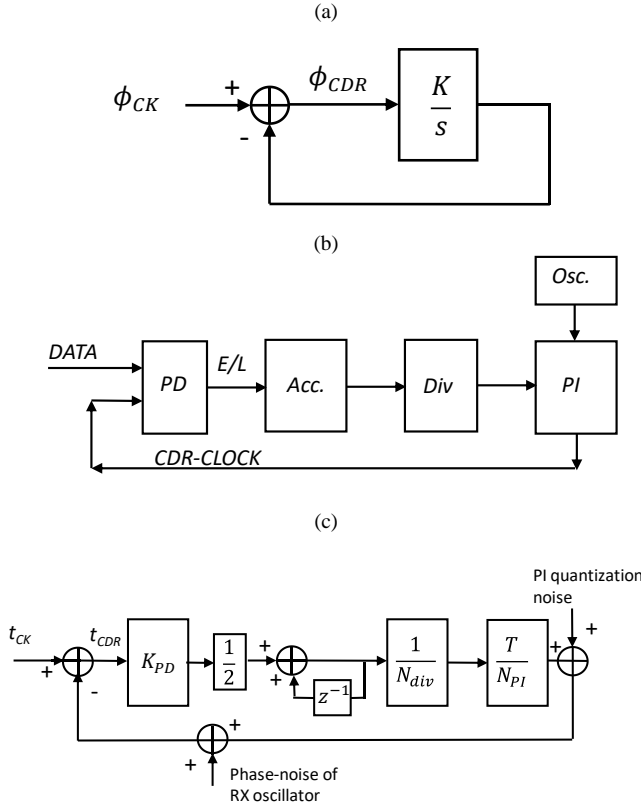 (a)
ϕ_CK
+
-
ϕ_CDR
K/s
(b)
Osc.
DATA
PD
E/L
Acc.
Div
PI
CDR-CLOCK
(c)
PI quantization
noise
t_CK
+
-
t_CDR
K_PD
1/2
+
+
z^-1
1/N_div
T/N_PI
+
+
+
+
Phase-noise of
RX oscillator